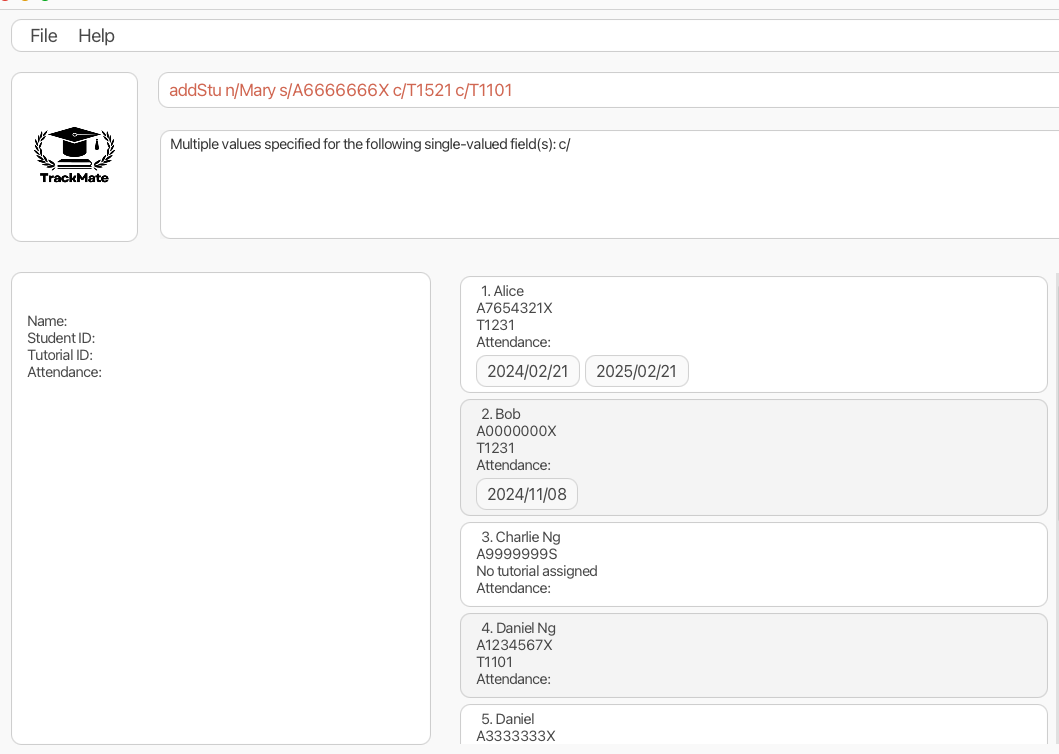 File Help
addStu n/Mary s/A6666666X c/T1521 c/T1101
TrackMate
Multiple values specified for the following single-valued field(s): c/
Name:
Student ID:
Tutorial ID:
Attendance:
1. Alice
A7654321X
T1231
Attendance:
2024/02/21 2025/02/21
2. Bob
A0000000X
T1231
Attendance:
2024/11/08
3. Charlie Ng
A9999999S
No tutorial assigned
Attendance:
4. Daniel Ng
A1234567X
T1101
Attendance:
5. Daniel
A3333333X